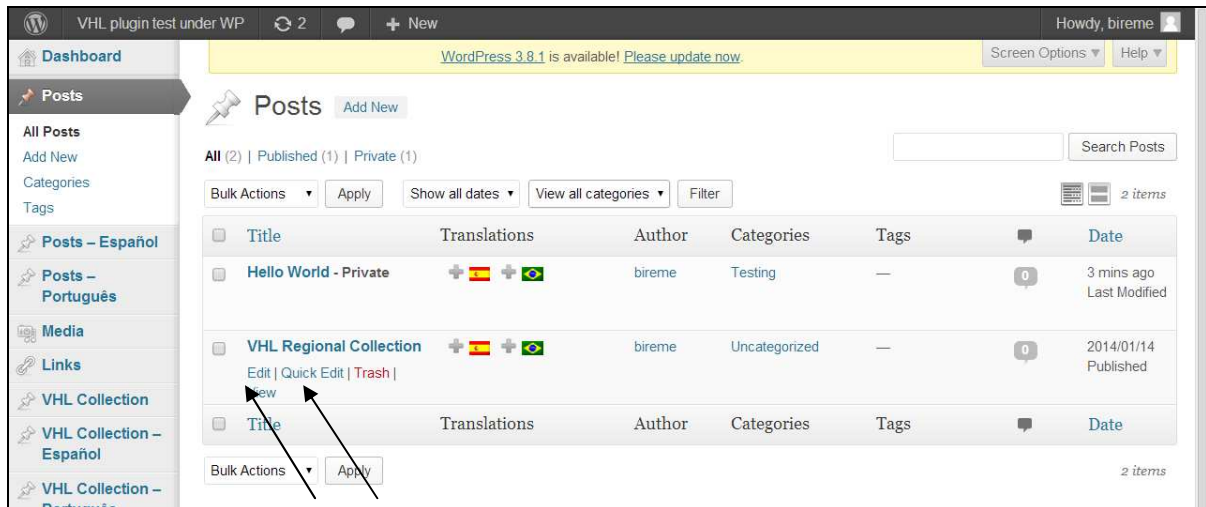 VHL plugin test under WP 2 New Howdy, bireme
Dashboard
WordPress 3.8.1 is available! Please update now.
Screen Options Help
Posts
All Posts
Add New
Categories
Tags
Posts – Español
Posts –
Português
Media
Links
VHL Collection
VHL Collection –
Español
VHL Collection –
Português
Posts Add New
All (2) | Published (1) | Private (1)
Search Posts
Bulk Actions Apply Show all dates View all categories Filter 2 items
Title Translations Author Categories Tags Date
Hello World - Private bireme Testing — 0 3 mins ago
Last Modified
VHL Regional Collection bireme Uncategorized — 0 2014/01/14
Published
Edit | Quick Edit | Trash |
View
Title Translations Author Categories Tags Date
Bulk Actions Apply 2 items